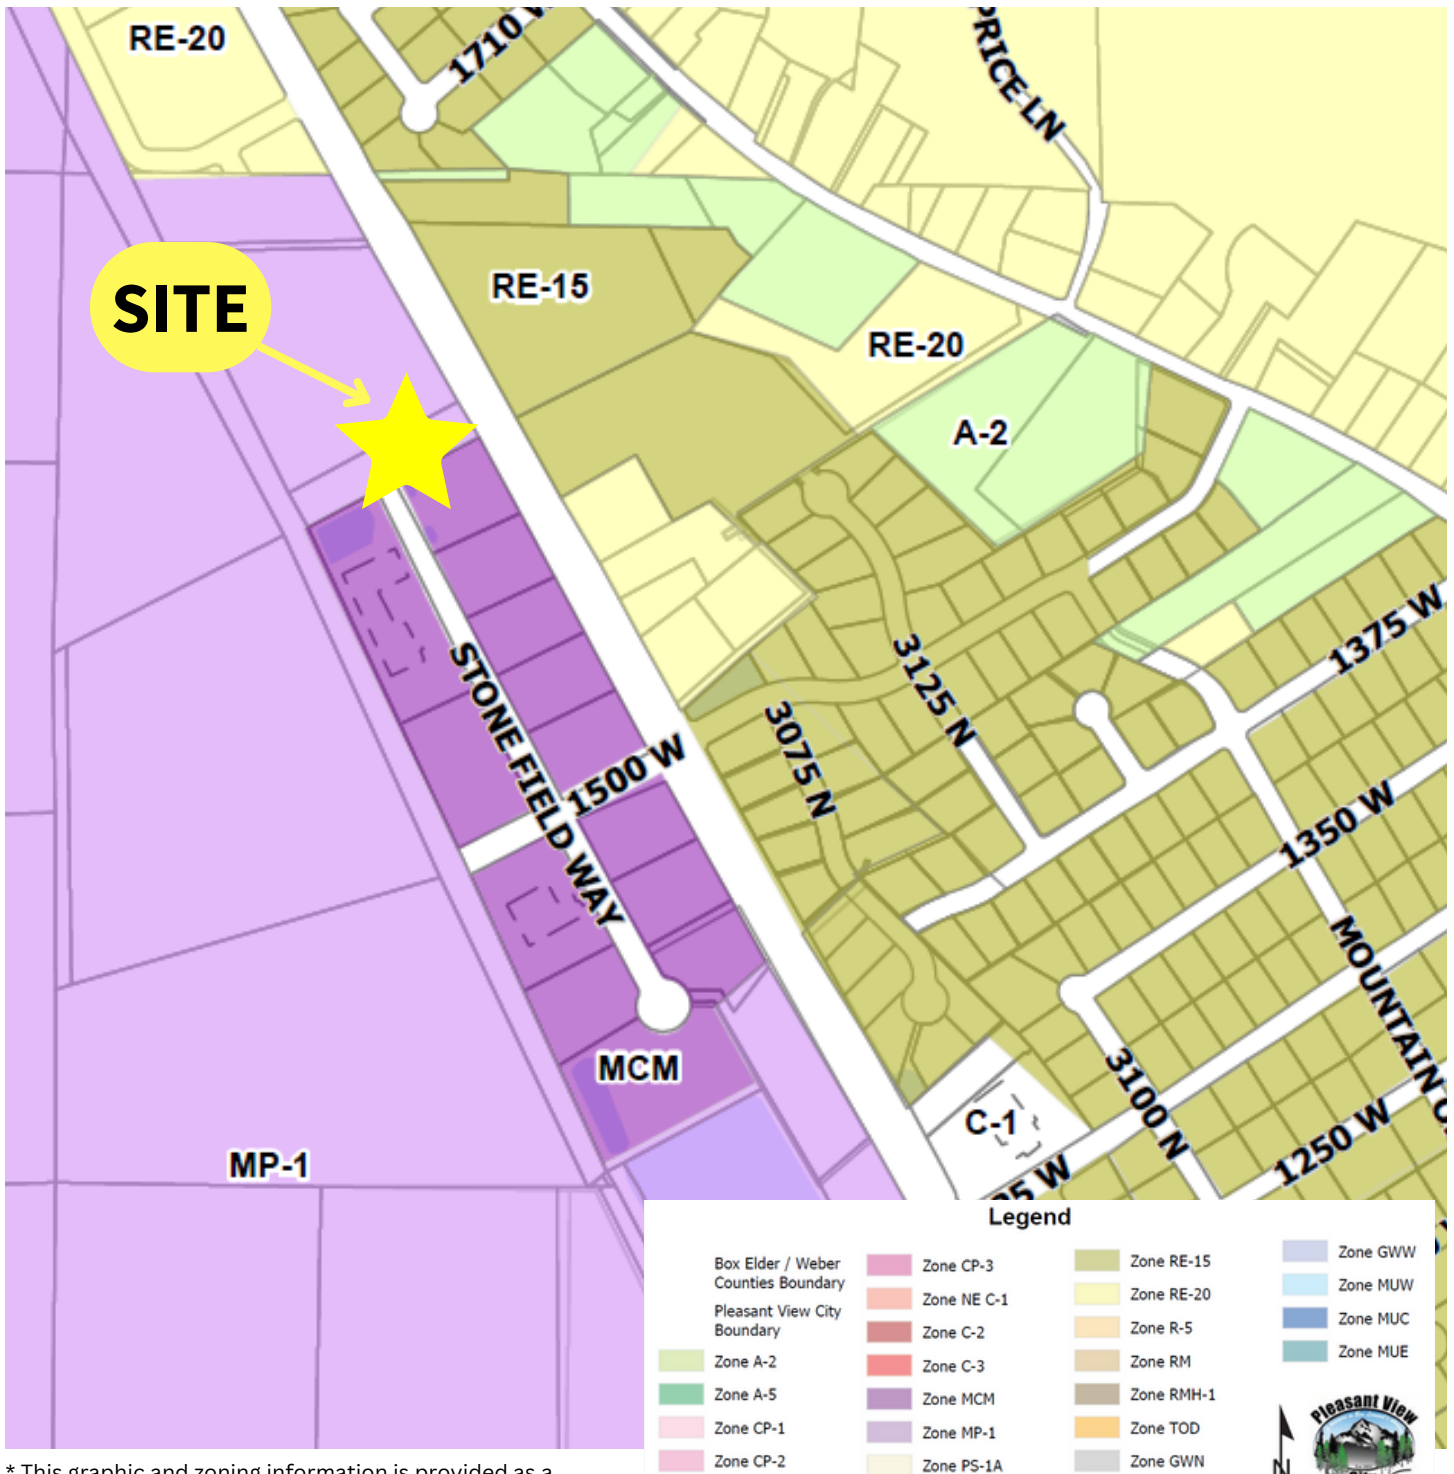 RE-20
1710 W
PRICE LN
SITE
RE-15
RE-20
A-2
1375 W
3125 N
STONE FIELD WAY
3075 N
1500 W
1350 W
MOUNTAIN
MCM
3100 N
C-1
1250 W
MP-1
Legend
Box Elder / Weber
Counties Boundary
Pleasant View City
Boundary
Zone A-2
Zone A-5
Zone CP-1
Zone CP-2
Zone CP-3
Zone NE C-1
Zone C-2
Zone C-3
Zone MCM
Zone MP-1
Zone PS-1A
Zone RE-15
Zone RE-20
Zone R-5
Zone RM
Zone RMH-1
Zone TOD
Zone GWN
Zone GWW
Zone MUW
Zone MUC
Zone MUE
N
Pleasant View
* This graphic and zoning information is provided as a